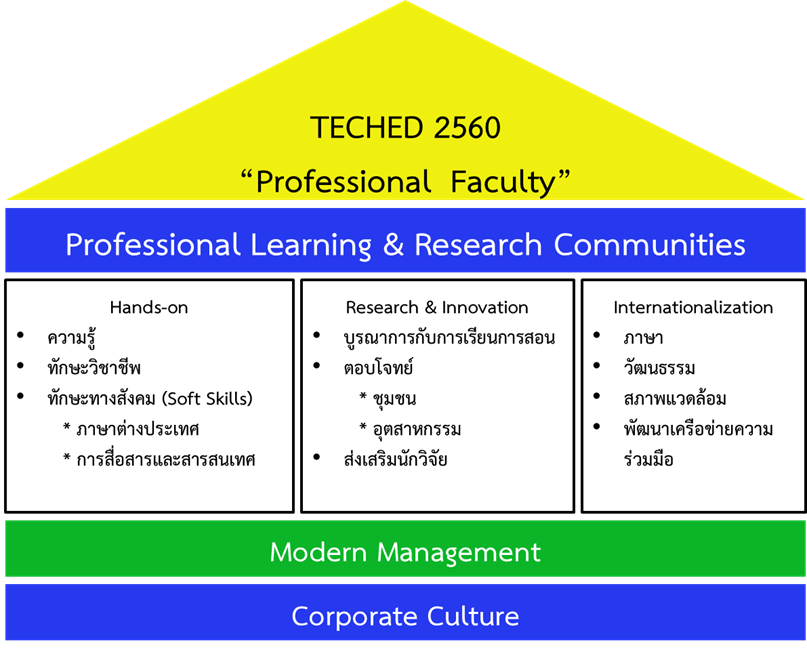 TECHED 2560
“Professional Faculty”
Professional Learning & Research Communities
Hands-on
• ความรู้
• ทักษะวิชาชีพ
• ทักษะทางสังคม (Soft Skills)
* ภาษาต่างประเทศ
* การสื่อสารและสารสนเทศ
Research & Innovation
• บูรณาการกับการเรียนการสอน
• ตอบโจทย์
* ชุมชน
* อุตสาหกรรม
• ส่งเสริมนักวิจัย
Internationalization
• ภาษา
• วัฒนธรรม
• สภาพแวดล้อม
• พัฒนาเครือข่ายความ
ร่วมมือ
Modern Management
Corporate Culture